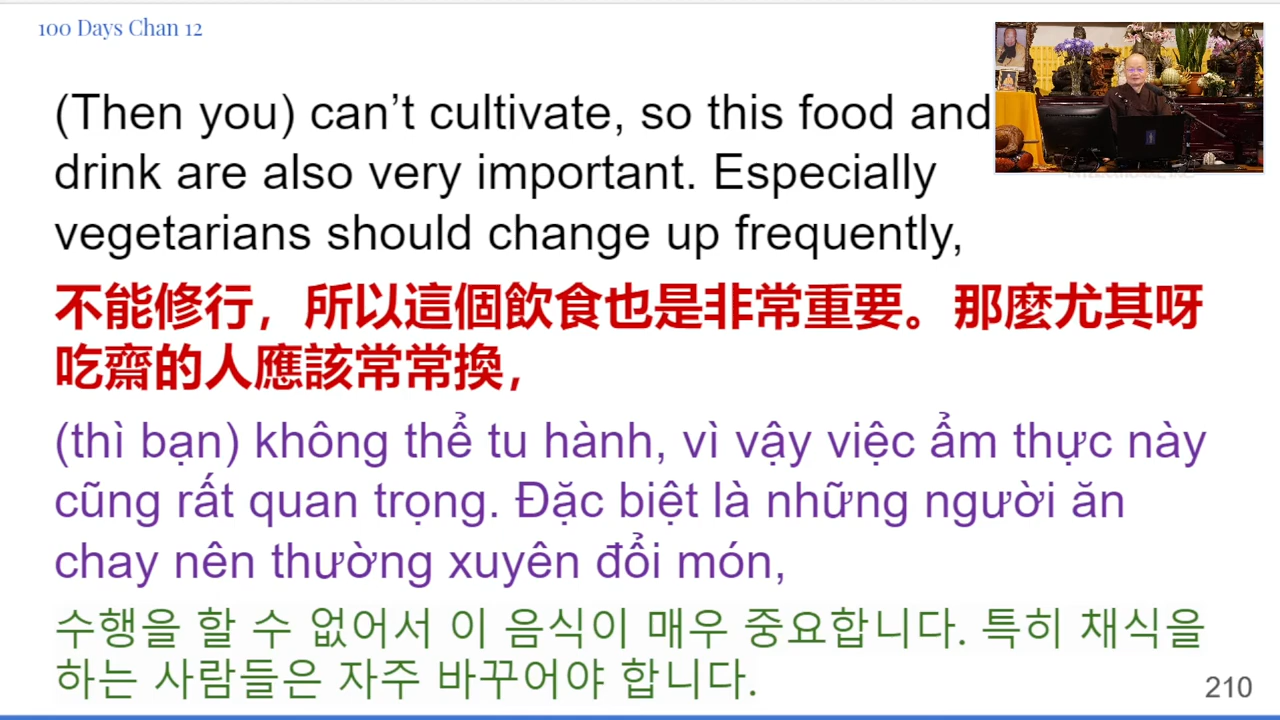 100 Days Chan 12
(Then you) can’t cultivate, so this food and
drink are also very important. Especially
vegetarians should change up frequently,
不能修行，所以這個飲食也是非常重要。那麼尤其呀
吃齋的人應該常常換，
(thì bạn) không thể tu hành, vì vậy việc ẩm thực này
cũng rất quan trọng. Đặc biệt là những người ăn
chay nên thường xuyên đổi món,
수행을 할 수 없어서 이 음식이 매우 중요합니다. 특히 채식을
하는 사람들은 자주 바꾸어야 합니다.
210